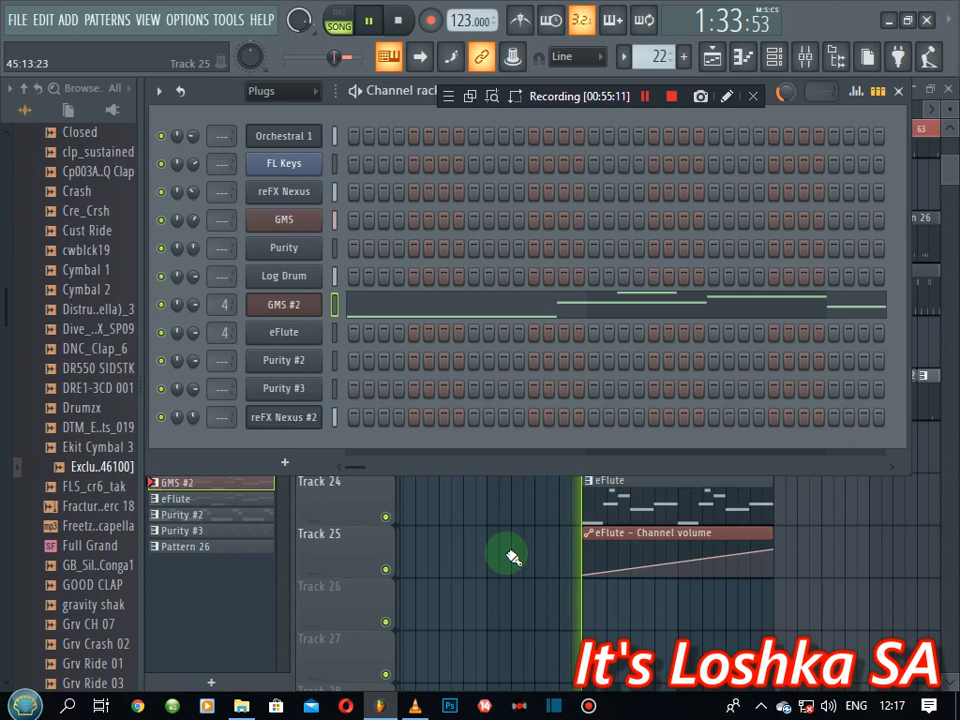 FILE EDIT ADD PATTERNS VIEW OPTIONS TOOLS HELP
PAT
SONG
123.000
3.2.
M:S:CS
1:33:53
45:13:23
Track 25
Line
22
Browse.. All
Plugs
Channel rack
Recording [00:55:11]
63
Closed
clp_sustained
Cp003A..Q Clap
Crash
Cre_Crsh
Cust Ride
cwblck19
Cymbal 1
Cymbal 2
Distru..ella)_3
Dive_..X_SP09
DNC_Clap_6
DR550 SIDSTK
DRE1-3CD 001
Drumzx
DTM_E..ts_019
Ekit Cymbal 3
Exclu..46100]
FLS_cr6_tak
Fractur..erc 18
Freetz..capella
Full Grand
GB_Sil..Conga1
GOOD CLAP
gravity shak
Grv CH 07
Grv Crash 02
Grv Ride 01
Grv Ride 03
--- Orchestral 1
--- FL Keys
--- reFX Nexus
--- GMS
--- Purity
--- Log Drum
4 GMS #2
4 eFlute
--- Purity #2
--- Purity #3
--- reFX Nexus #2
GMS #2
eFlute
Purity #2
Purity #3
Pattern 26
Track 24
eFlute
Track 25
eFlute - Channel volume
Track 26
Track 27
It's Loshka SA
ENG
12:17